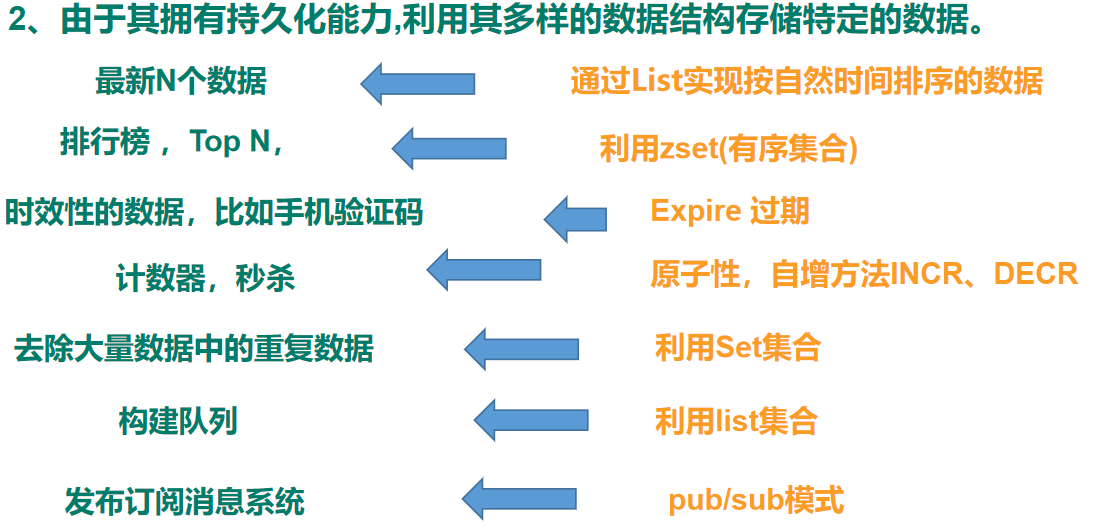 2、由于其拥有持久化能力,利用其多样的数据结构存储特定的数据。
最新N个数据 通过List实现按自然时间排序的数据
排行榜 ，Top N， 利用zset(有序集合)
时效性的数据，比如手机验证码 Expire 过期
计数器，秒杀 原子性，自增方法INCR、DECR
去除大量数据中的重复数据 利用Set集合
构建队列 利用list集合
发布订阅消息系统 pub/sub模式